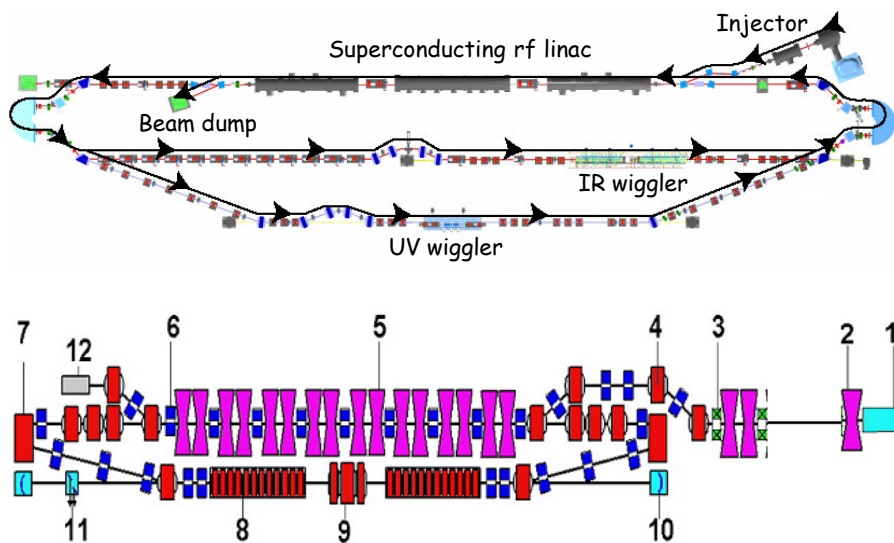 Injector
Superconducting rf linac
Beam dump
IR wiggler
UV wiggler
7
12
6
5
4
3
2
1
11
8
9
10